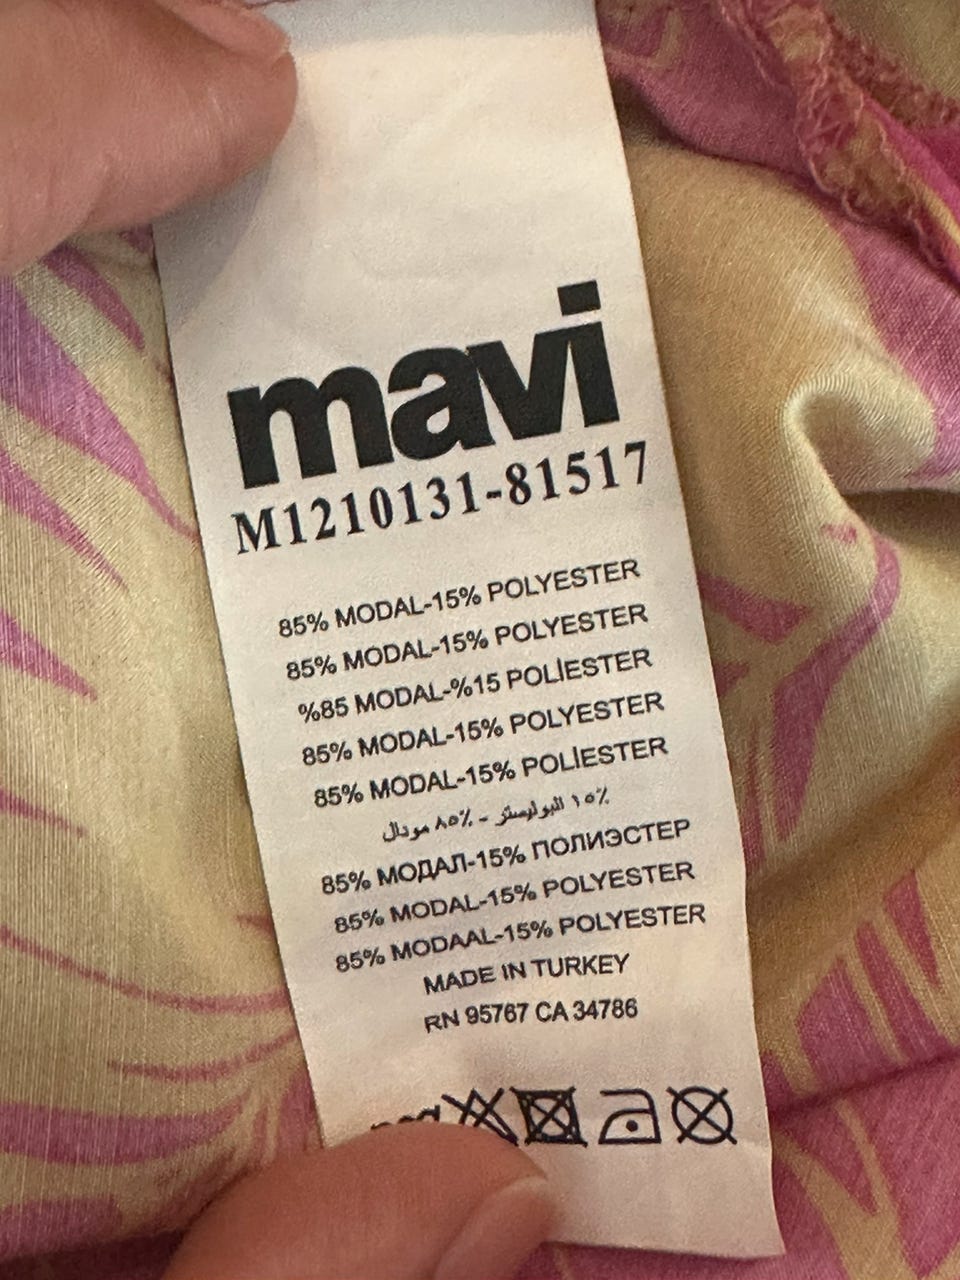 mavi
M1210131-81517
85% MODAL-15% POLYESTER
85% MODAL-15% POLYESTER
%85 MODAL-%15 POLİESTER
85% MODAL-15% POLYESTER
85% MODAL-15% POLİESTER
٪١٥ البوليستر - ٪٨٥ مودال
85% МОДАЛ-15% ПОЛИЭСТЕР
85% MODAL-15% POLYESTER
85% MODAAL-15% POLYESTER
MADE IN TURKEY
RN 95767 CA 34786